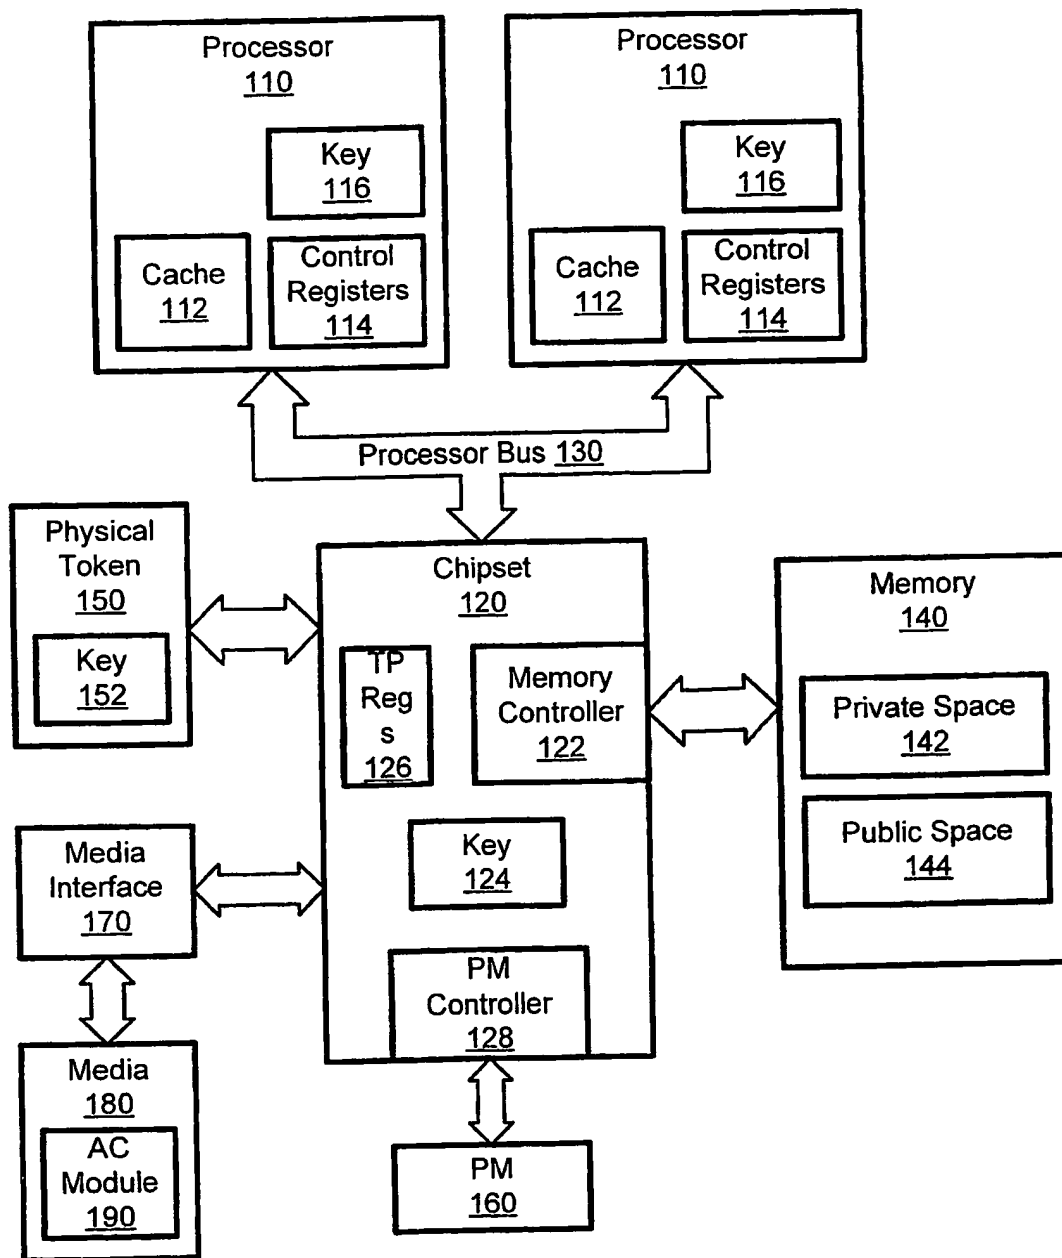 Processor
110
Key
116
Cache
112
Control
Registers
114
Processor
110
Key
116
Cache
112
Control
Registers
114
Processor Bus 130
Physical
Token
150
Key
152
Chipset
120
TP
Reg
s
126
Memory
Controller
122
Key
124
PM
Controller
128
Memory
140
Private Space
142
Public Space
144
Media
Interface
170
Media
180
AC
Module
190
PM
160